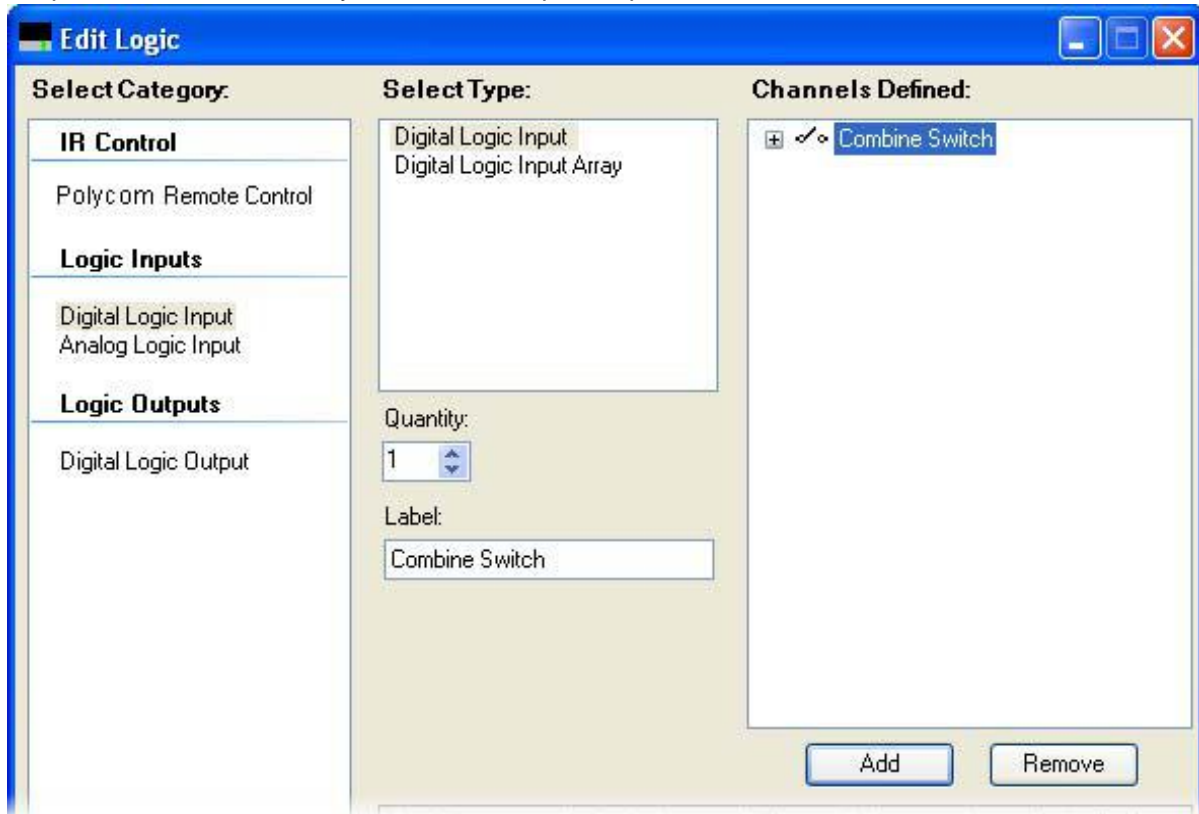 Edit Logic
Select Category:
IR Control
Polycom Remote Control
Logic Inputs
Digital Logic Input
Analog Logic Input
Logic Outputs
Digital Logic Output
Select Type:
Digital Logic Input
Digital Logic Input Array
Quantity:
1
Label:
Combine Switch
Channels Defined:
Combine Switch
Add
Remove